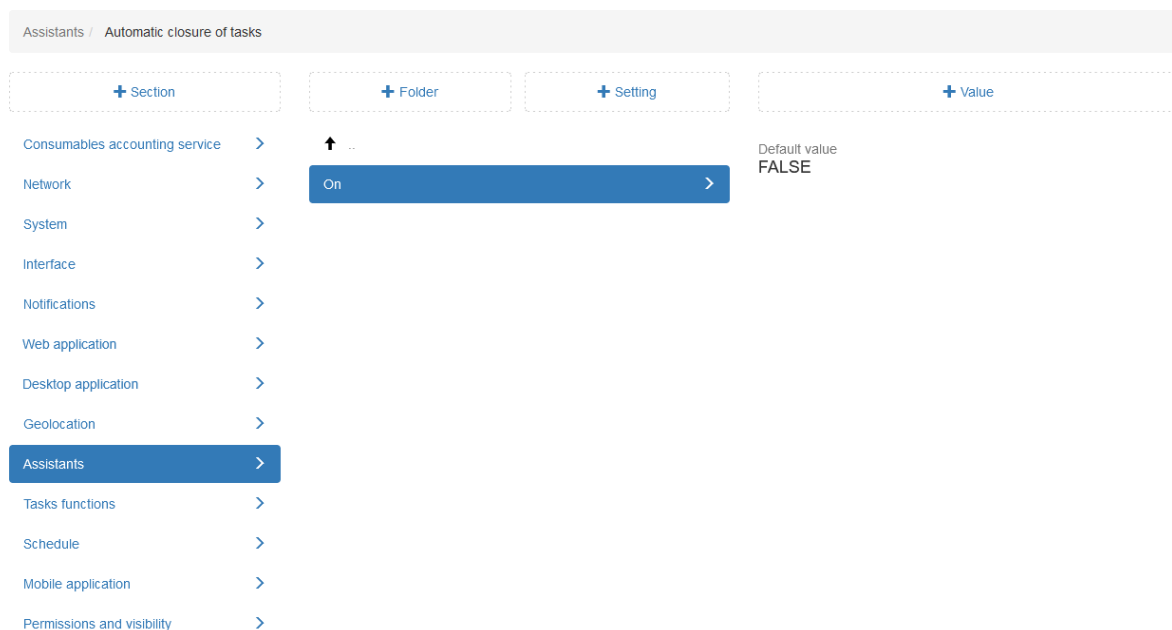 Assistants / Automatic closure of tasks
+ Section
+ Folder
+ Setting
+ Value
Consumables accounting service
Network
System
Interface
Notifications
Web application
Desktop application
Geolocation
Assistants
Tasks functions
Schedule
Mobile application
Permissions and visibility
..
On
Default value
FALSE